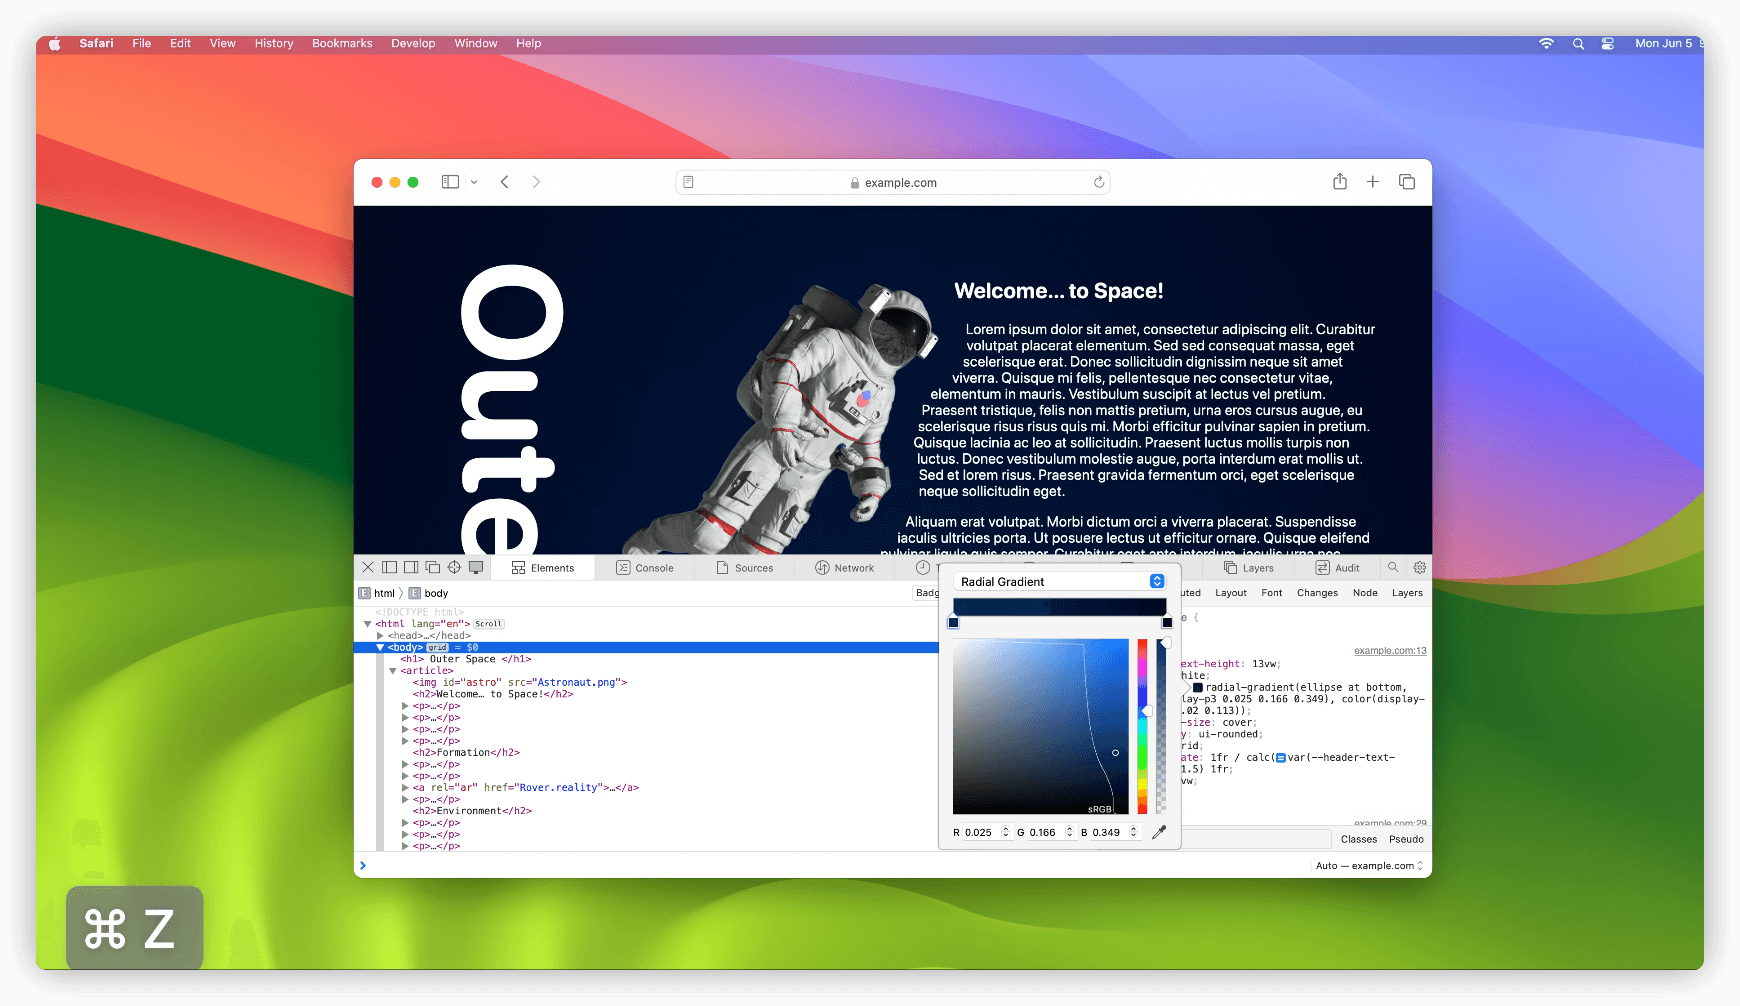 Safari File Edit View History Bookmarks Develop Window Help Mon Jun 5
example.com
Oute
Welcome... to Space!
Lorem ipsum dolor sit amet, consectetur adipiscing elit. Curabitur
volutpat placerat elementum. Sed sed consequat massa, eget
scelerisque erat. Donec sollicitudin dignissim neque sit amet
viverra. Quisque mi felis, pellentesque nec consectetur vitae,
elementum in mauris. Vestibulum suscipit at lectus vel pretium.
Praesent tristique, felis non mattis pretium, urna eros cursus augue, eu
scelerisque risus risus quis mi. Morbi efficitur pulvinar sapien in pretium.
Quisque lacinia ac leo at sollicitudin. Praesent luctus mollis turpis non
luctus. Donec vestibulum molestie augue, porta interdum erat mollis ut.
Sed et lorem risus. Praesent gravida fermentum orci, eget scelerisque
neque sollicitudin eget.
Aliquam erat volutpat. Morbi dictum orci a viverra placerat. Suspendisse
iaculis ultricies porta. Ut posuere lectus ut efficitur ornare. Quisque eleifend
pulvinar ligula quis semper. Curabitur eget ante interdum, iaculis urna nec
Elements Console Sources Network Layers Audit
E html 〉 E body Badg uted Layout Font Changes Node Layers
<!DOCTYPE html>
<html lang="en"> Scroll
<head>…</head>
<body> grid = $0
<h1> Outer Space </h1>
<article>
<img id="astro" src="Astronaut.png">
<h2>Welcome… to Space!</h2>
<p>…</p>
<p>…</p>
<p>…</p>
<p>…</p>
<h2>Formation</h2>
<p>…</p>
<p>…</p>
<a rel="ar" href="Rover.reality">…</a>
<p>…</p>
<h2>Environment</h2>
<p>…</p>
<p>…</p>
<p>…</p>
Radial Gradient
sRGB
R 0.025 G 0.166 B 0.349
e {
example.com:13
ext-height: 13vw;
hite;
radial-gradient(ellipse at bottom,
lay-p3 0.025 0.166 0.349), color(display-
.02 0.113));
-size: cover;
y: ui-rounded;
rid;
ate: 1fr / calc(var(--header-text-
1.5) 1fr;
vw;
example.com:29
Classes Pseudo
Auto — example.com
⌘ Z